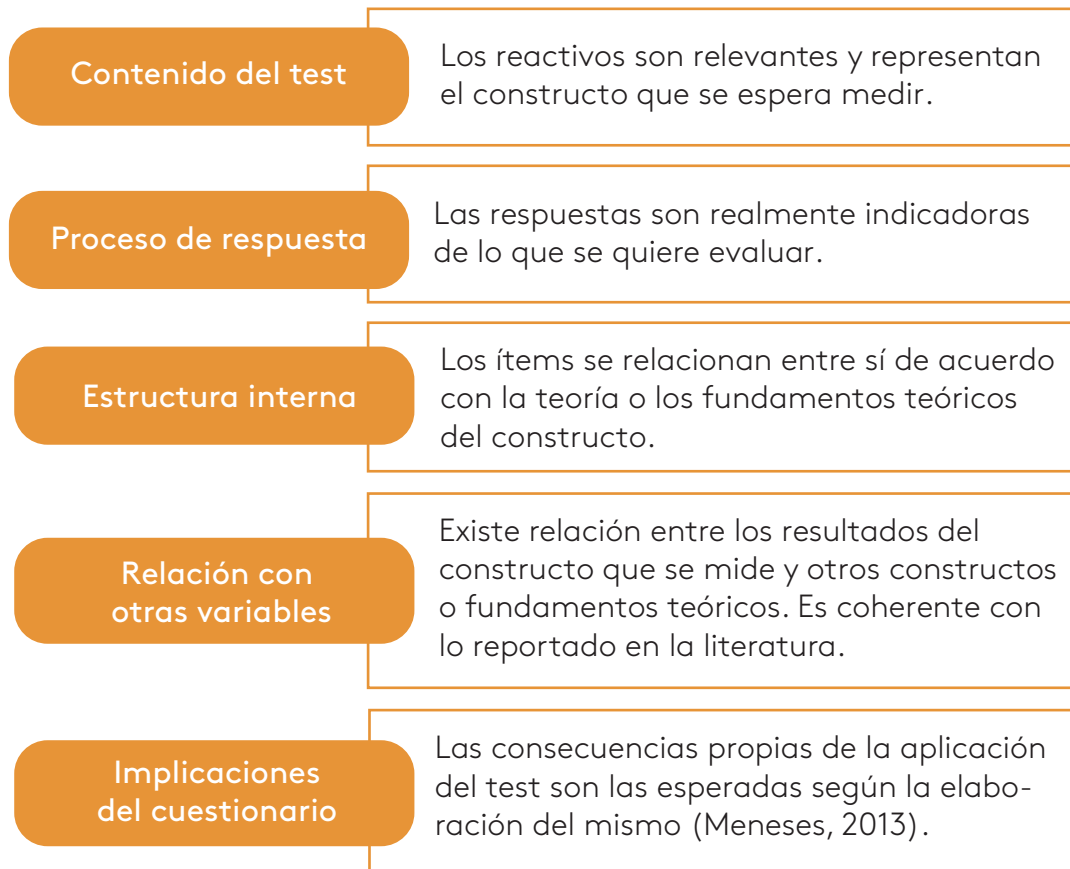 Contenido del test
Los reactivos son relevantes y representan
el constructo que se espera medir.
Proceso de respuesta
Las respuestas son realmente indicadoras
de lo que se quiere evaluar.
Estructura interna
Los ítems se relacionan entre sí de acuerdo
con la teoría o los fundamentos teóricos
del constructo.
Relación con
otras variables
Existe relación entre los resultados del
constructo que se mide y otros constructos
o fundamentos teóricos. Es coherente con
lo reportado en la literatura.
Implicaciones
del cuestionario
Las consecuencias propias de la aplicación
del test son las esperadas según la elabo-
ración del mismo (Meneses, 2013).